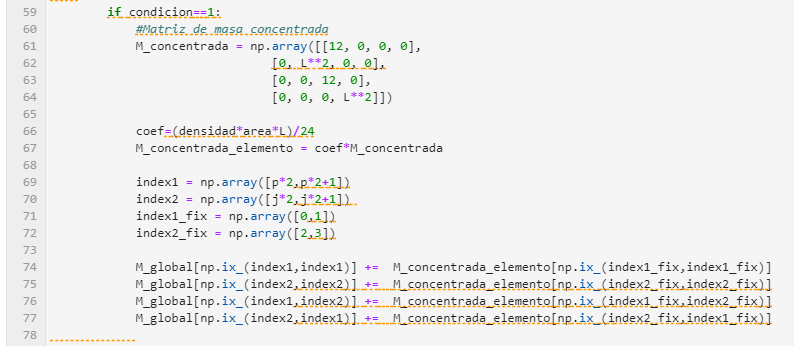 59 if condicion==1:
60 #Matriz de masa concentrada
61 M_concentrada = np.array([[12, 0, 0, 0],
62 [0, L**2, 0, 0],
63 [0, 0, 12, 0],
64 [0, 0, 0, L**2]])
65
66 coef=(densidad*area*L)/24
67 M_concentrada_elemento = coef*M_concentrada
68
69 index1 = np.array([p*2,p*2+1])
70 index2 = np.array([j*2,j*2+1])
71 index1_fix = np.array([0,1])
72 index2_fix = np.array([2,3])
73
74 M_global[np.ix_(index1,index1)] += M_concentrada_elemento[np.ix_(index1_fix,index1_fix)]
75 M_global[np.ix_(index2,index2)] += M_concentrada_elemento[np.ix_(index2_fix,index2_fix)]
76 M_global[np.ix_(index1,index2)] += M_concentrada_elemento[np.ix_(index1_fix,index2_fix)]
77 M_global[np.ix_(index2,index1)] += M_concentrada_elemento[np.ix_(index2_fix,index1_fix)]
78